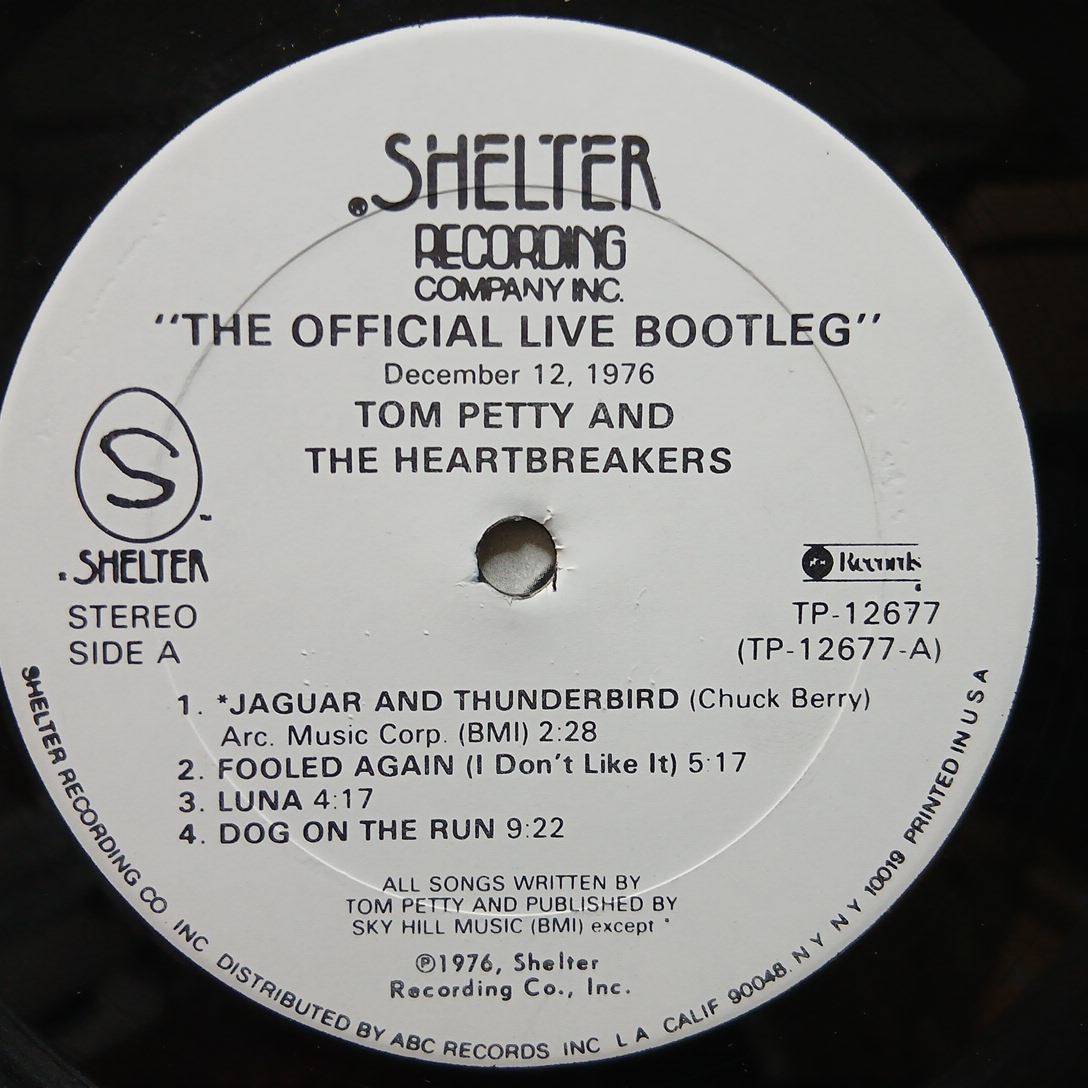 SHELTER
RECORDING
COMPANY INC.
"THE OFFICIAL LIVE BOOTLEG"
December 12, 1976
TOM PETTY AND
THE HEARTBREAKERS
S
SHELTER
STEREO
SIDE A
Records
TP-12677
(TP-12677-A)
1. *JAGUAR AND THUNDERBIRD (Chuck Berry)
Arc. Music Corp. (BMI) 2:28
2. FOOLED AGAIN (I Don't Like It) 5:17
3. LUNA 4:17
4. DOG ON THE RUN 9:22
ALL SONGS WRITTEN BY
TOM PETTY AND PUBLISHED BY
SKY HILL MUSIC (BMI) except *
℗1976, Shelter
Recording Co., Inc.
SHELTER RECORDING CO. INC DISTRIBUTED BY ABC RECORDS INC L A CALIF 90048. N Y N Y 10019 PRINTED IN U S A